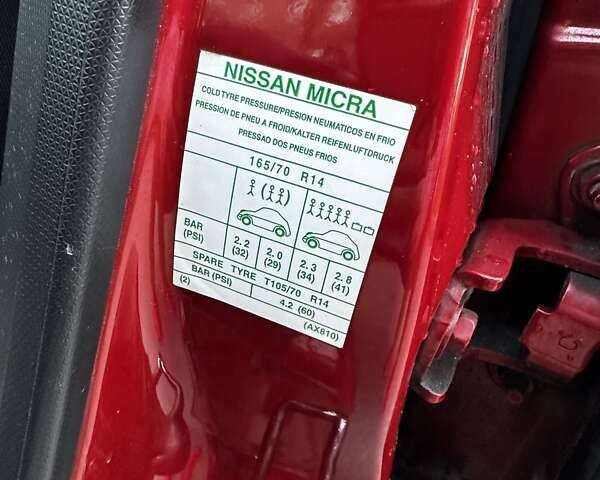 NISSAN MICRA
COLD TYRE PRESSURE/PRESION NEUMATICOS EN FRIO
PRESSION DE PNEU A FROID/KALTER REIFENLUFTDRUCK
PRESSAO DOS PNEUS FRIOS
165/70 R14
BAR (PSI) 2.2 (32) 2.0 (29) 2.3 (34) 2.8 (41)
SPARE TYRE T105/70 R14
BAR (PSI) 4.2 (60)
(2) (AX810)